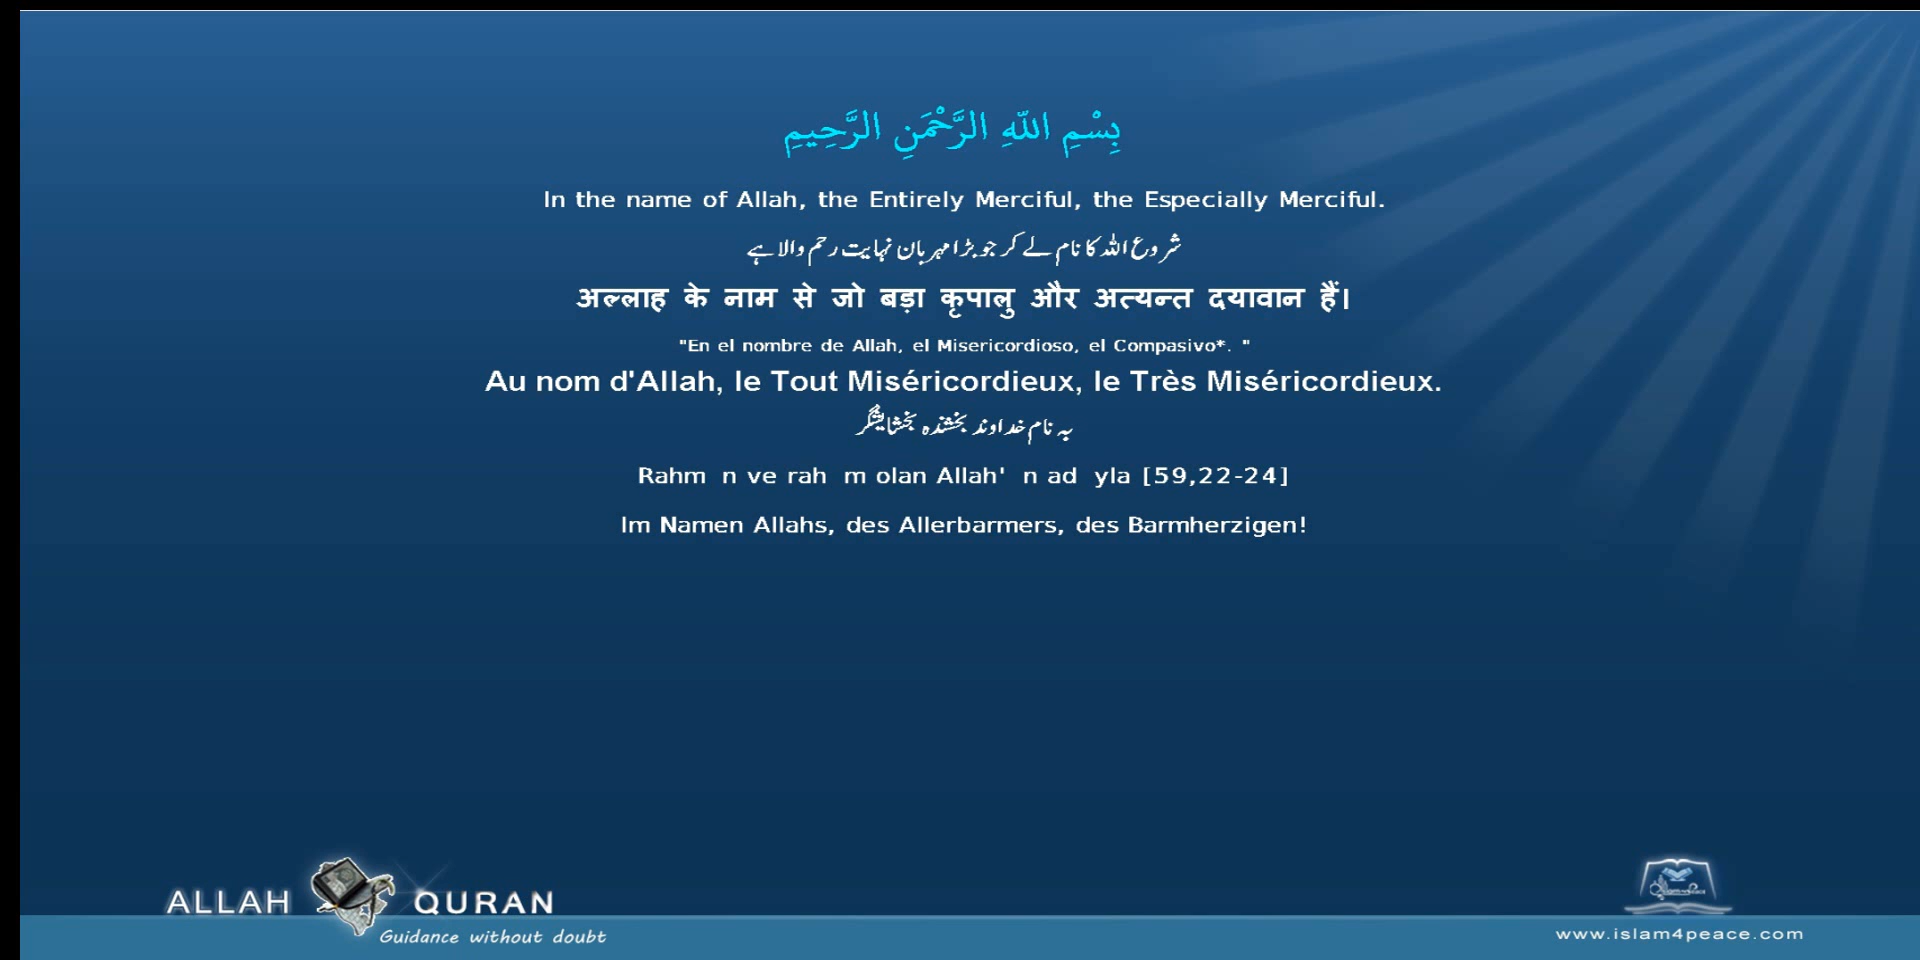 بِسْمِ اللّهِ الرَّحْمَنِ الرَّحِيمِ
In the name of Allah, the Entirely Merciful, the Especially Merciful.
شروع اللہ کا نام لے کر جو بڑا مہربان نہایت رحم والا ہے
अल्लाह के नाम से जो बड़ा कृपालु और अत्यन्त दयावान हैं।
"En el nombre de Allah, el Misericordioso, el Compasivo*. "
Au nom d'Allah, le Tout Miséricordieux, le Très Miséricordieux.
بہ نام خداوند بخشندہ بخشایشگر
Rahm n ve rah m olan Allah' n ad yla [59,22-24]
Im Namen Allahs, des Allerbarmers, des Barmherzigen!
ALLAH QURAN
Guidance without doubt
www.islam4peace.com